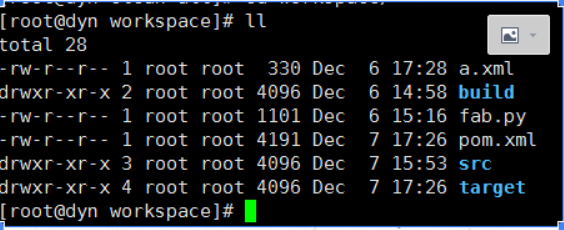 [root@dyn workspace]# ll
total 28
-rw-r--r-- 1 root root  330 Dec  6 17:28 a.xml
drwxr-xr-x 2 root root 4096 Dec  6 14:58 build
-rw-r--r-- 1 root root 1101 Dec  6 15:16 fab.py
-rw-r--r-- 1 root root 4191 Dec  7 17:26 pom.xml
drwxr-xr-x 3 root root 4096 Dec  7 15:53 src
drwxr-xr-x 4 root root 4096 Dec  7 17:26 target
[root@dyn workspace]#